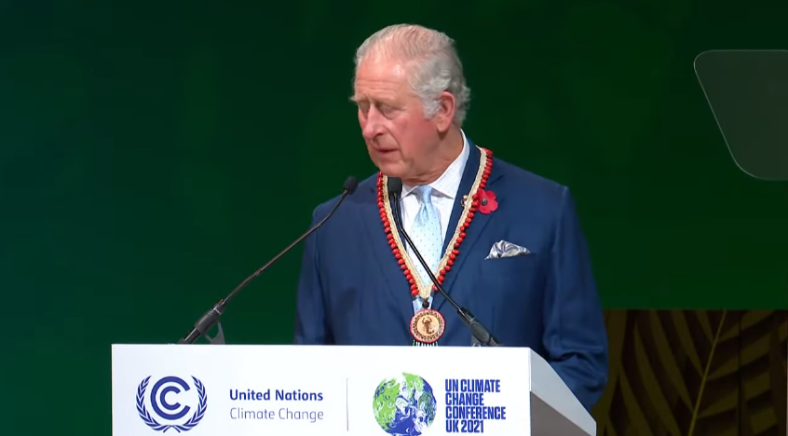 United Nations
Climate Change
UN CLIMATE
CHANGE
CONFERENCE
UK 2021